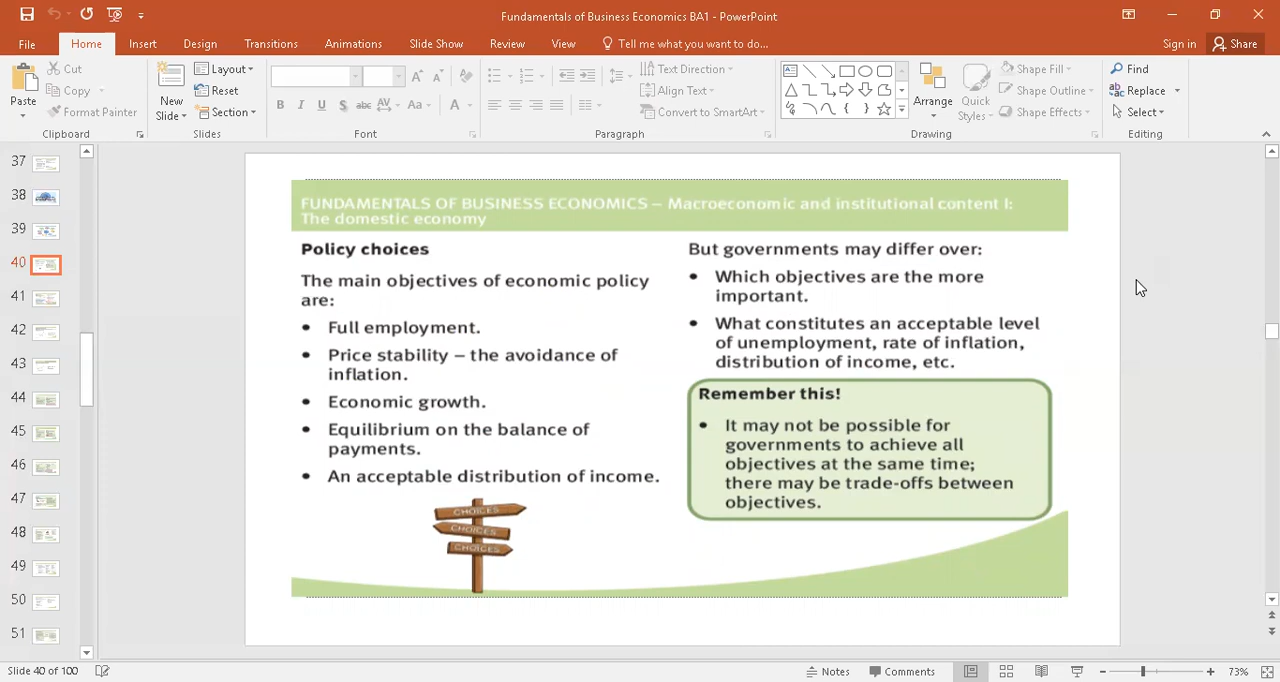 Fundamentals of Business Economics BA1 - PowerPoint
File Home Insert Design Transitions Animations Slide Show Review View Tell me what you want to do... Sign in Share
Paste
Cut
Copy
Format Painter
Clipboard
New
Slide
Layout
Reset
Section
Slides
B I U S abc AV Aa A
Font
Text Direction
Align Text
Convert to SmartArt
Paragraph
Arrange
Quick
Styles
Shape Fill
Shape Outline
Shape Effects
Drawing
Find
Replace
Select
Editing
37
38
39
40
41
42
43
44
45
46
47
48
49
50
51
FUNDAMENTALS OF BUSINESS ECONOMICS – Macroeconomic and institutional content I:
The domestic economy
Policy choices
The main objectives of economic policy
are:
• Full employment.
• Price stability – the avoidance of
inflation.
• Economic growth.
• Equilibrium on the balance of
payments.
• An acceptable distribution of income.
CHOICES
CHOICES
CHOICES
But governments may differ over:
• Which objectives are the more
important.
• What constitutes an acceptable level
of unemployment, rate of inflation,
distribution of income, etc.
Remember this!
• It may not be possible for
governments to achieve all
objectives at the same time;
there may be trade-offs between
objectives.
Slide 40 of 100
Notes Comments 73%